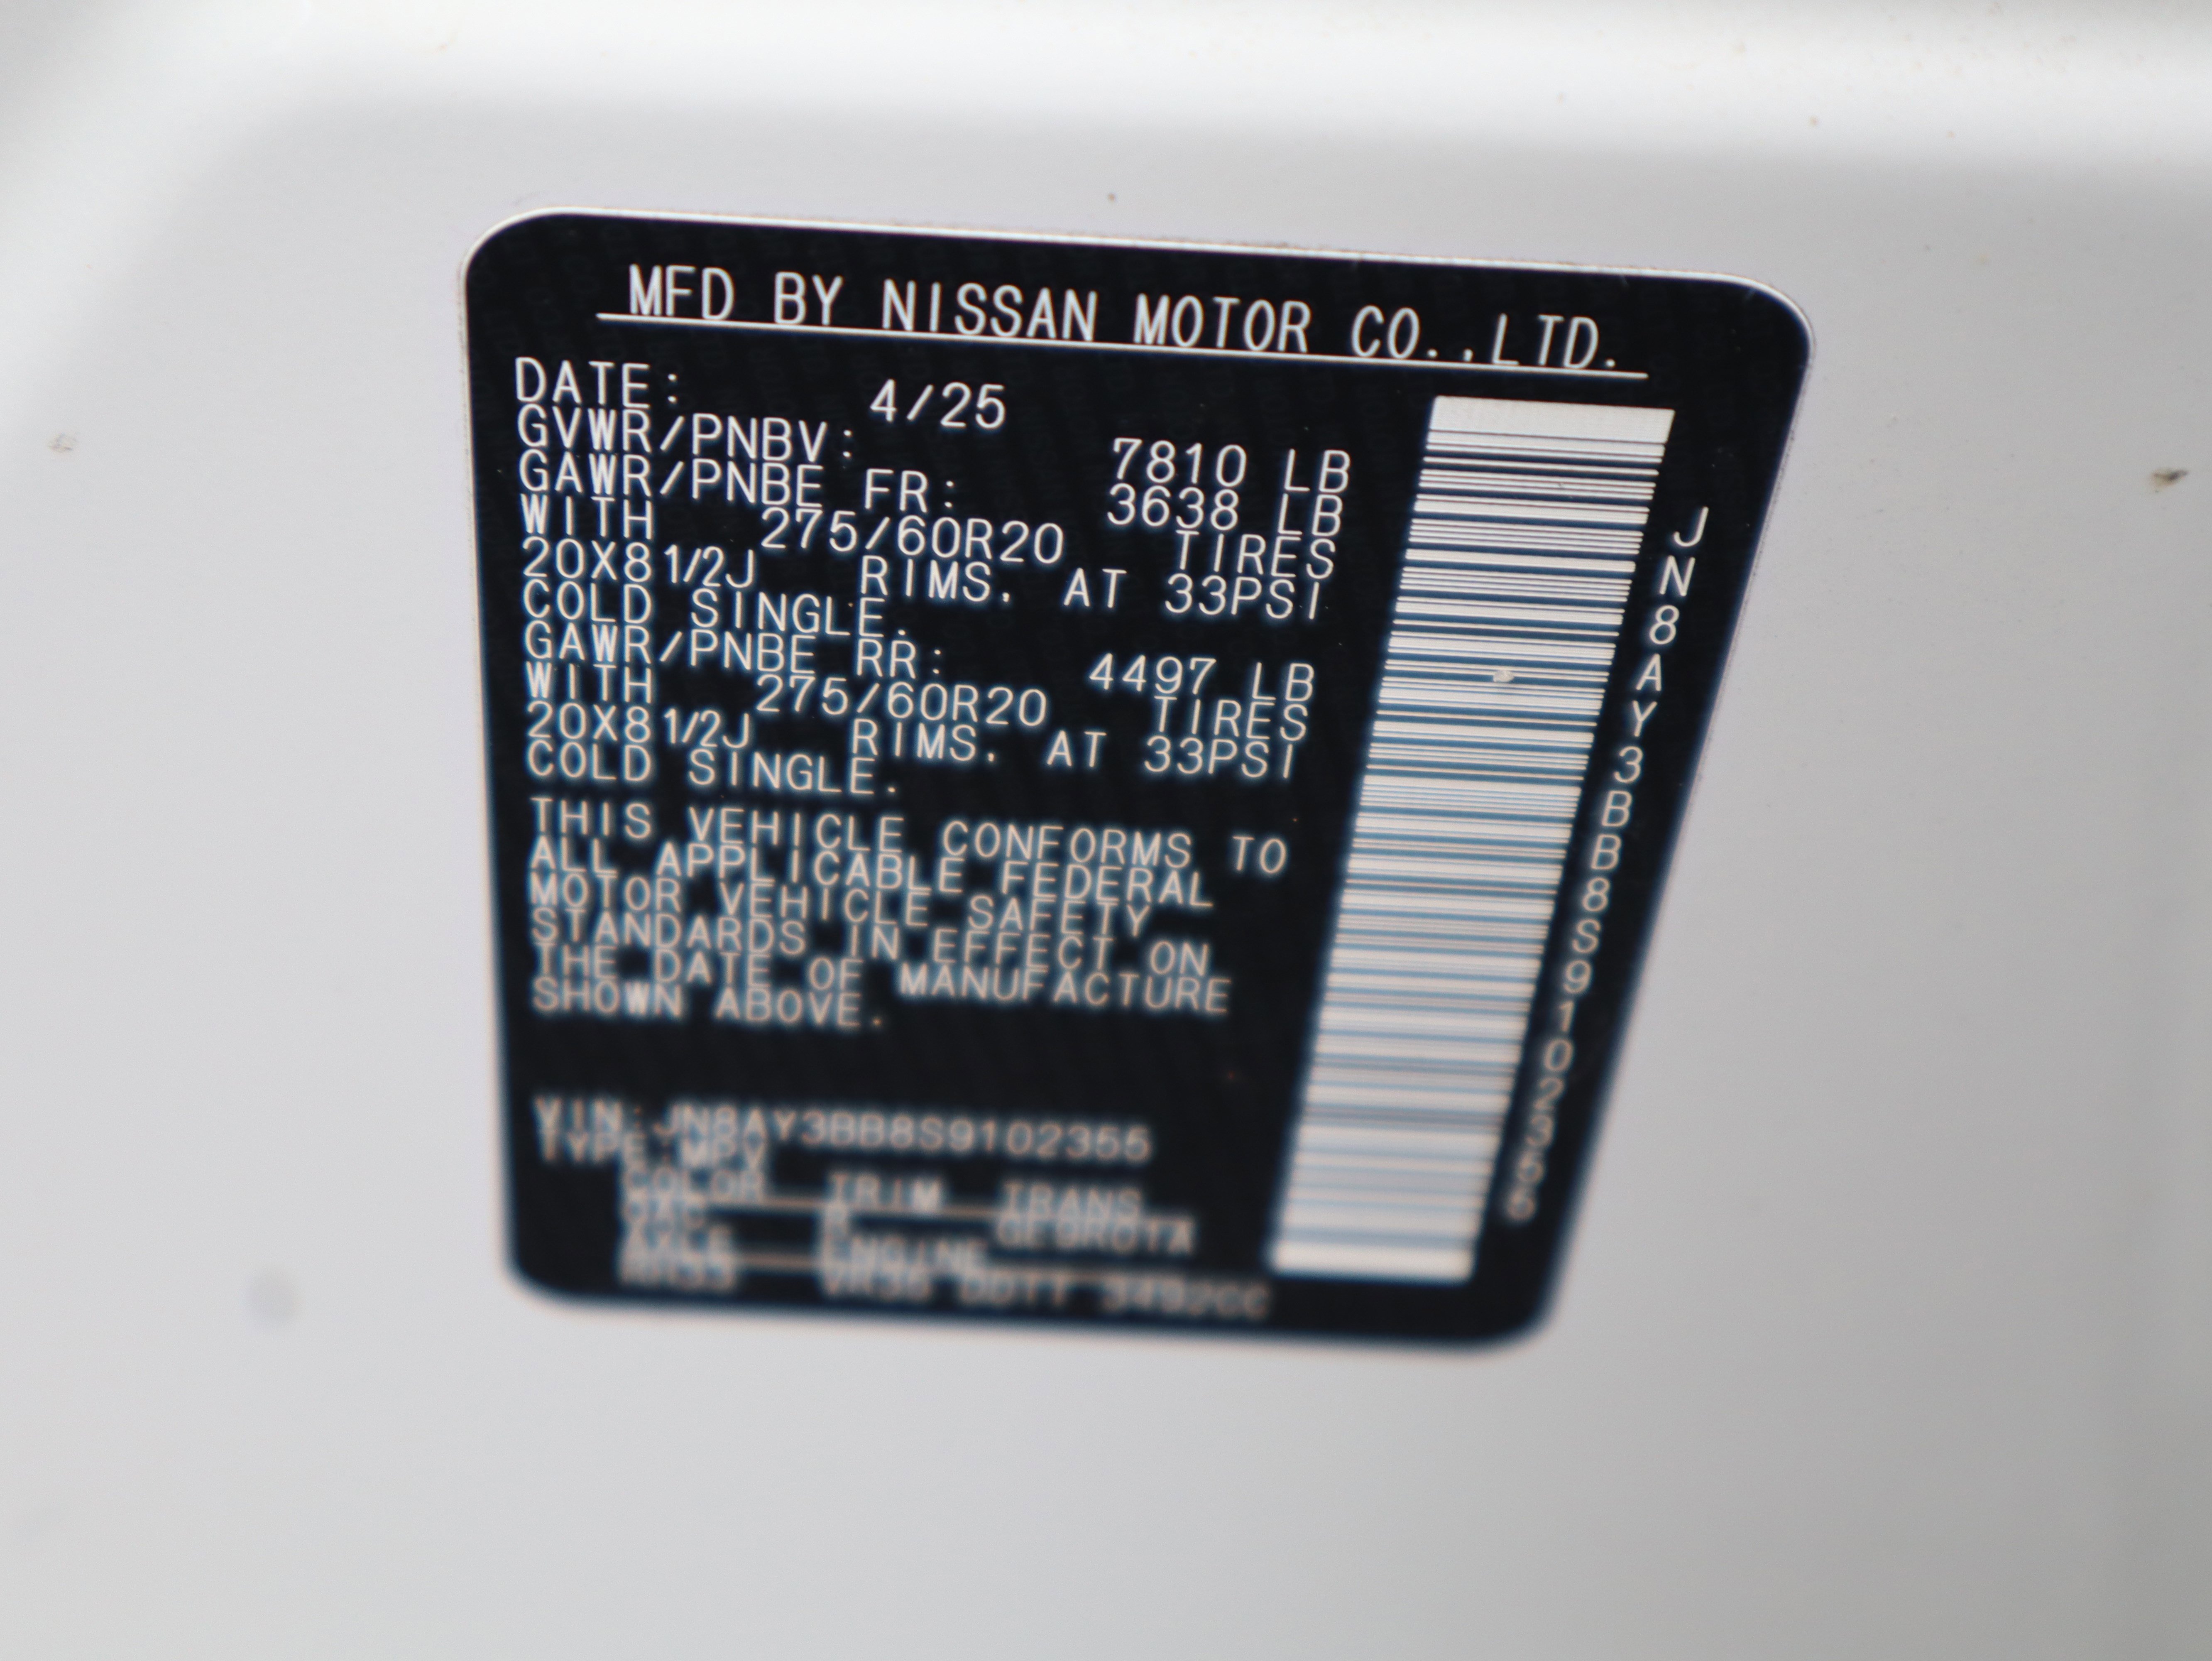 MFD BY NISSAN MOTOR CO.,LTD.
DATE: 4/25
GVWR/PNBV: 7810 LB
GAWR/PNBE FR: 3638 LB
WITH 275/60R20 TIRES
20X8 1/2J RIMS. AT 33PSI
COLD SINGLE.
GAWR/PNBE RR: 4497 LB
WITH 275/60R20 TIRES
20X8 1/2J RIMS. AT 33PSI
COLD SINGLE.
THIS VEHICLE CONFORMS TO
ALL APPLICABLE FEDERAL
MOTOR VEHICLE SAFETY
STANDARDS IN EFFECT ON
THE DATE OF MANUFACTURE
SHOWN ABOVE.
VIN:JN8AY3BB8S9102355
TYPE:MPV
COLOR TRIM TRANS
AXLE ENGINE
3492CC
JN8AY3BB8S9102355